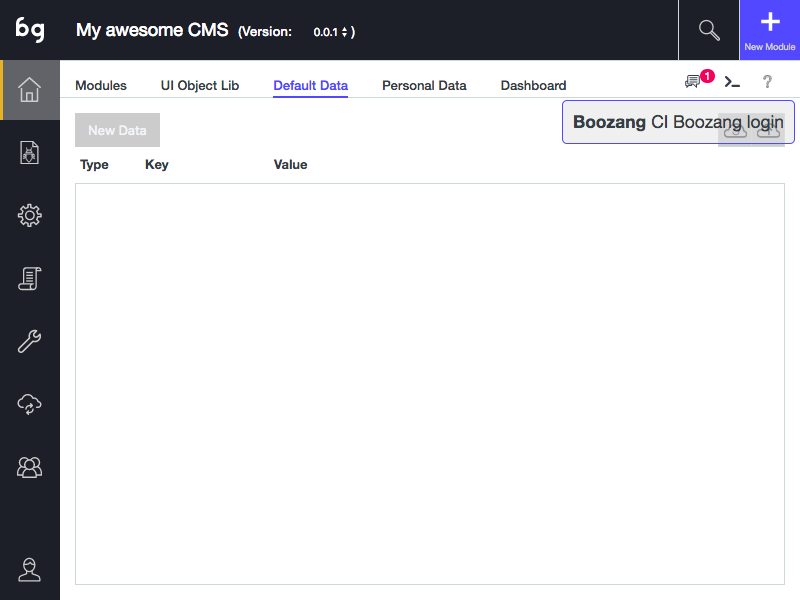 bg My awesome CMS (Version: 0.0.1 )
New Module
Modules UI Object Lib Default Data Personal Data Dashboard 1 ?
Boozang CI Boozang login
New Data
Type Key Value